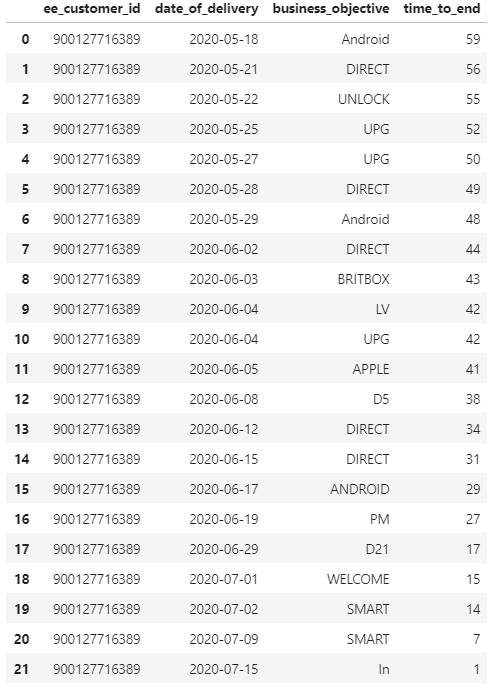 ee_customer_id date_of_delivery business_objective time_to_end
0 900127716389 2020-05-18 Android 59
1 900127716389 2020-05-21 DIRECT 56
2 900127716389 2020-05-22 UNLOCK 55
3 900127716389 2020-05-25 UPG 52
4 900127716389 2020-05-27 UPG 50
5 900127716389 2020-05-28 DIRECT 49
6 900127716389 2020-05-29 Android 48
7 900127716389 2020-06-02 DIRECT 44
8 900127716389 2020-06-03 BRITBOX 43
9 900127716389 2020-06-04 LV 42
10 900127716389 2020-06-04 UPG 42
11 900127716389 2020-06-05 APPLE 41
12 900127716389 2020-06-08 D5 38
13 900127716389 2020-06-12 DIRECT 34
14 900127716389 2020-06-15 DIRECT 31
15 900127716389 2020-06-17 ANDROID 29
16 900127716389 2020-06-19 PM 27
17 900127716389 2020-06-29 D21 17
18 900127716389 2020-07-01 WELCOME 15
19 900127716389 2020-07-02 SMART 14
20 900127716389 2020-07-09 SMART 7
21 900127716389 2020-07-15 In 1